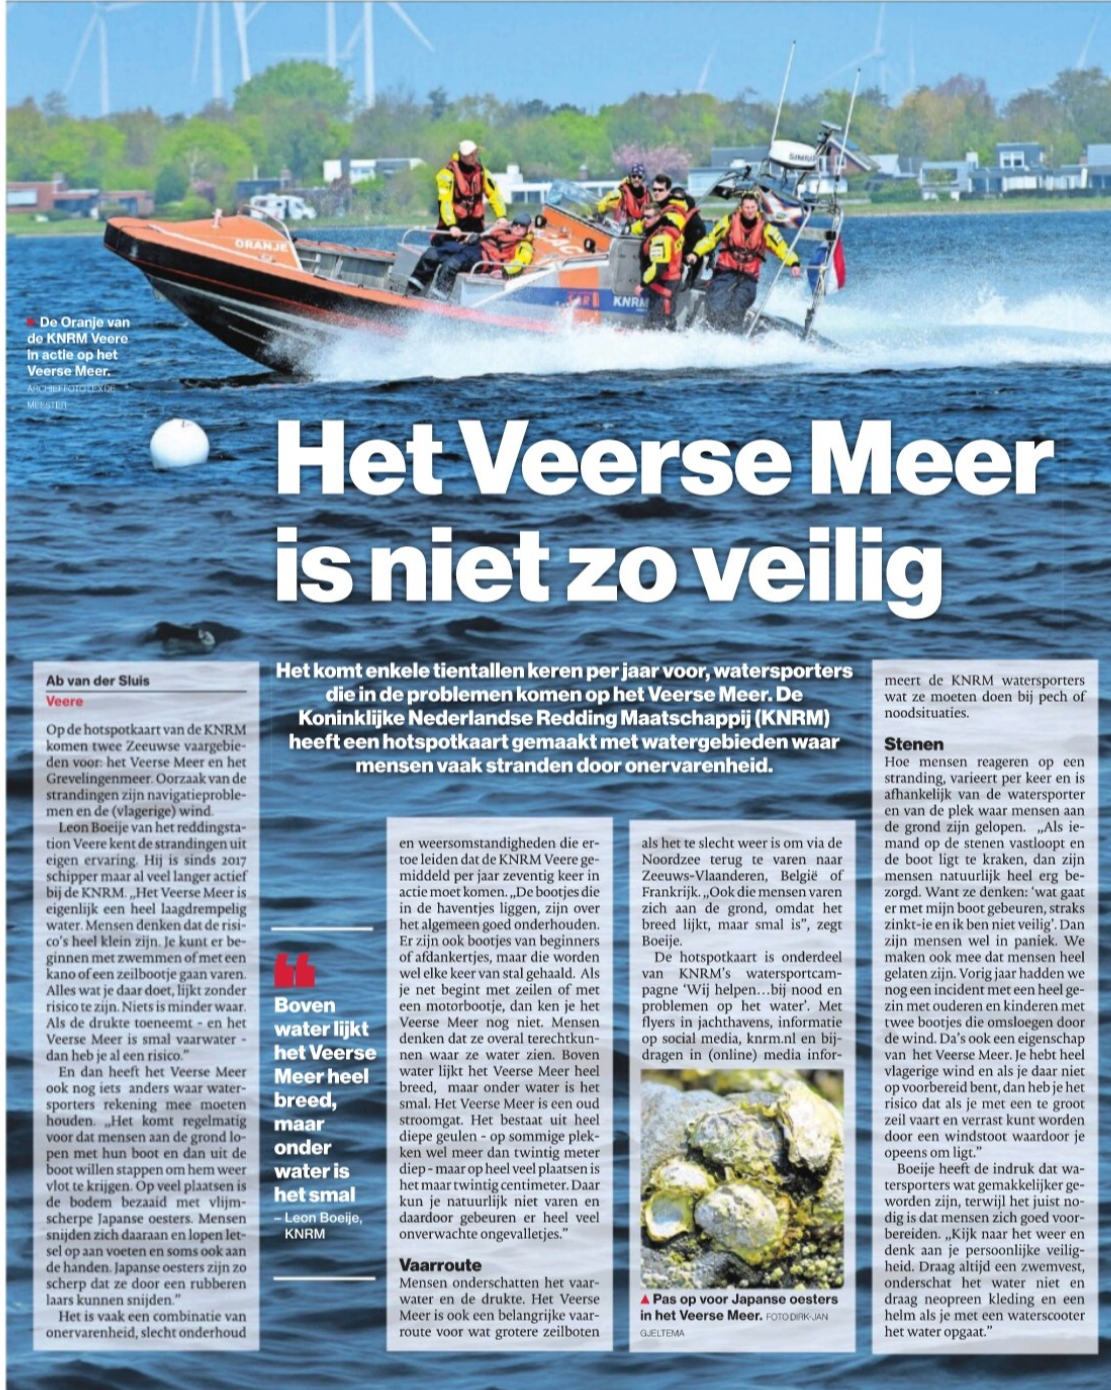 ORANJE
SIMRAD
KNRM
De Oranje van
de KNRM Veere
in actie op het
Veerse Meer.
ARCHIEFFOTO LEX DE
MEESTER
Het Veerse Meer
is niet zo veilig
Het komt enkele tientallen keren per jaar voor, watersporters
die in de problemen komen op het Veerse Meer. De
Koninklijke Nederlandse Redding Maatschappij (KNRM)
heeft een hotspotkaart gemaakt met watergebieden waar
mensen vaak stranden door onervarenheid.
Ab van der Sluis
Veere
Op de hotspotkaart van de KNRM
komen twee Zeeuwse vaargebie-
den voor: het Veerse Meer en het
Grevelingenmeer. Oorzaak van de
strandingen zijn navigatieproble-
men en de (vlagerige) wind.
Leon Boeije van het reddingsta-
tion Veere kent de strandingen uit
eigen ervaring. Hij is sinds 2017
schipper maar al veel langer actief
bij de KNRM. „Het Veerse Meer is
eigenlijk een heel laagdrempelig
water. Mensen denken dat de risi-
co's heel klein zijn. Je kunt er be-
ginnen met zwemmen of met een
kano of een zeilbootje gaan varen.
Alles wat je daar doet, lijkt zonder
risico te zijn. Niets is minder waar.
Als de drukte toeneemt - en het
Veerse Meer is smal vaarwater -
dan heb je al een risico.”
En dan heeft het Veerse Meer
ook nog iets anders waar water-
sporters rekening mee moeten
houden. „Het komt regelmatig
voor dat mensen aan de grond lo-
pen met hun boot en dan uit de
boot willen stappen om hem weer
vlot te krijgen. Op veel plaatsen is
de bodem bezaaid met vlijm-
scherpe Japanse oesters. Mensen
snijden zich daaraan en lopen let-
sel op aan voeten en soms ook aan
de handen. Japanse oesters zijn zo
scherp dat ze door een rubberen
laars kunnen snijden.”
Het is vaak een combinatie van
onervarenheid, slecht onderhoud
Boven
water lijkt
het Veerse
Meer heel
breed,
maar
onder
water is
het smal
– Leon Boeije,
KNRM
en weersomstandigheden die er-
toe leiden dat de KNRM Veere ge-
middeld per jaar zeventig keer in
actie moet komen. „De bootjes die
in de haventjes liggen, zijn over
het algemeen goed onderhouden.
Er zijn ook bootjes van beginners
of afdankertjes, maar die worden
wel elke keer van stal gehaald. Als
je net begint met zeilen of met
een motorbootje, dan ken je het
Veerse Meer nog niet. Mensen
denken dat ze overal terechtkun-
nen waar ze water zien. Boven
water lijkt het Veerse Meer heel
breed, maar onder water is het
smal. Het Veerse Meer is een oud
stroomgat. Het bestaat uit heel
diepe geulen - op sommige plek-
ken wel meer dan twintig meter
diep - maar op heel veel plaatsen is
het maar twintig centimeter. Daar
kun je natuurlijk niet varen en
daardoor gebeuren er heel veel
onverwachte ongevalletjes.”
Vaarroute
Mensen onderschatten het vaar-
water en de drukte. Het Veerse
Meer is ook een belangrijke vaar-
route voor wat grotere zeilboten
als het te slecht weer is om via de
Noordzee terug te varen naar
Zeeuws-Vlaanderen, België of
Frankrijk. „Ook die mensen varen
zich aan de grond, omdat het
breed lijkt, maar smal is”, zegt
Boeije.
De hotspotkaart is onderdeel
van KNRM's watersportcam-
pagne ‘Wij helpen…bij nood en
problemen op het water’. Met
flyers in jachthavens, informatie
op social media, knrm.nl en bij-
dragen in (online) media infor-
Pas op voor Japanse oesters
in het Veerse Meer. FOTO DIRK-JAN
GJELTEMA
meert de KNRM watersporters
wat ze moeten doen bij pech of
noodsituaties.
Stenen
Hoe mensen reageren op een
stranding, varieert per keer en is
afhankelijk van de watersporter
en van de plek waar mensen aan
de grond zijn gelopen. „Als ie-
mand op de stenen vastloopt en
de boot ligt te kraken, dan zijn
mensen natuurlijk heel erg be-
zorgd. Want ze denken: ‘wat gaat
er met mijn boot gebeuren, straks
zinkt-ie en ik ben niet veilig’. Dan
zijn mensen wel in paniek. We
maken ook mee dat mensen heel
gelaten zijn. Vorig jaar hadden we
nog een incident met een heel ge-
zin met ouderen en kinderen met
twee bootjes die omsloegen door
de wind. Da's ook een eigenschap
van het Veerse Meer. Je hebt heel
vlagerige wind en als je daar niet
op voorbereid bent, dan heb je het
risico dat als je met een te groot
zeil vaart en verrast kunt worden
door een windstoot waardoor je
opeens om ligt.”
Boeije heeft de indruk dat wa-
tersporters wat gemakkelijker ge-
worden zijn, terwijl het juist no-
dig is dat mensen zich goed voor-
bereiden. „Kijk naar het weer en
denk aan je persoonlijke veilig-
heid. Draag altijd een zwemvest,
onderschat het water niet en
draag neopreen kleding en een
helm als je met een waterscooter
het water opgaat.”